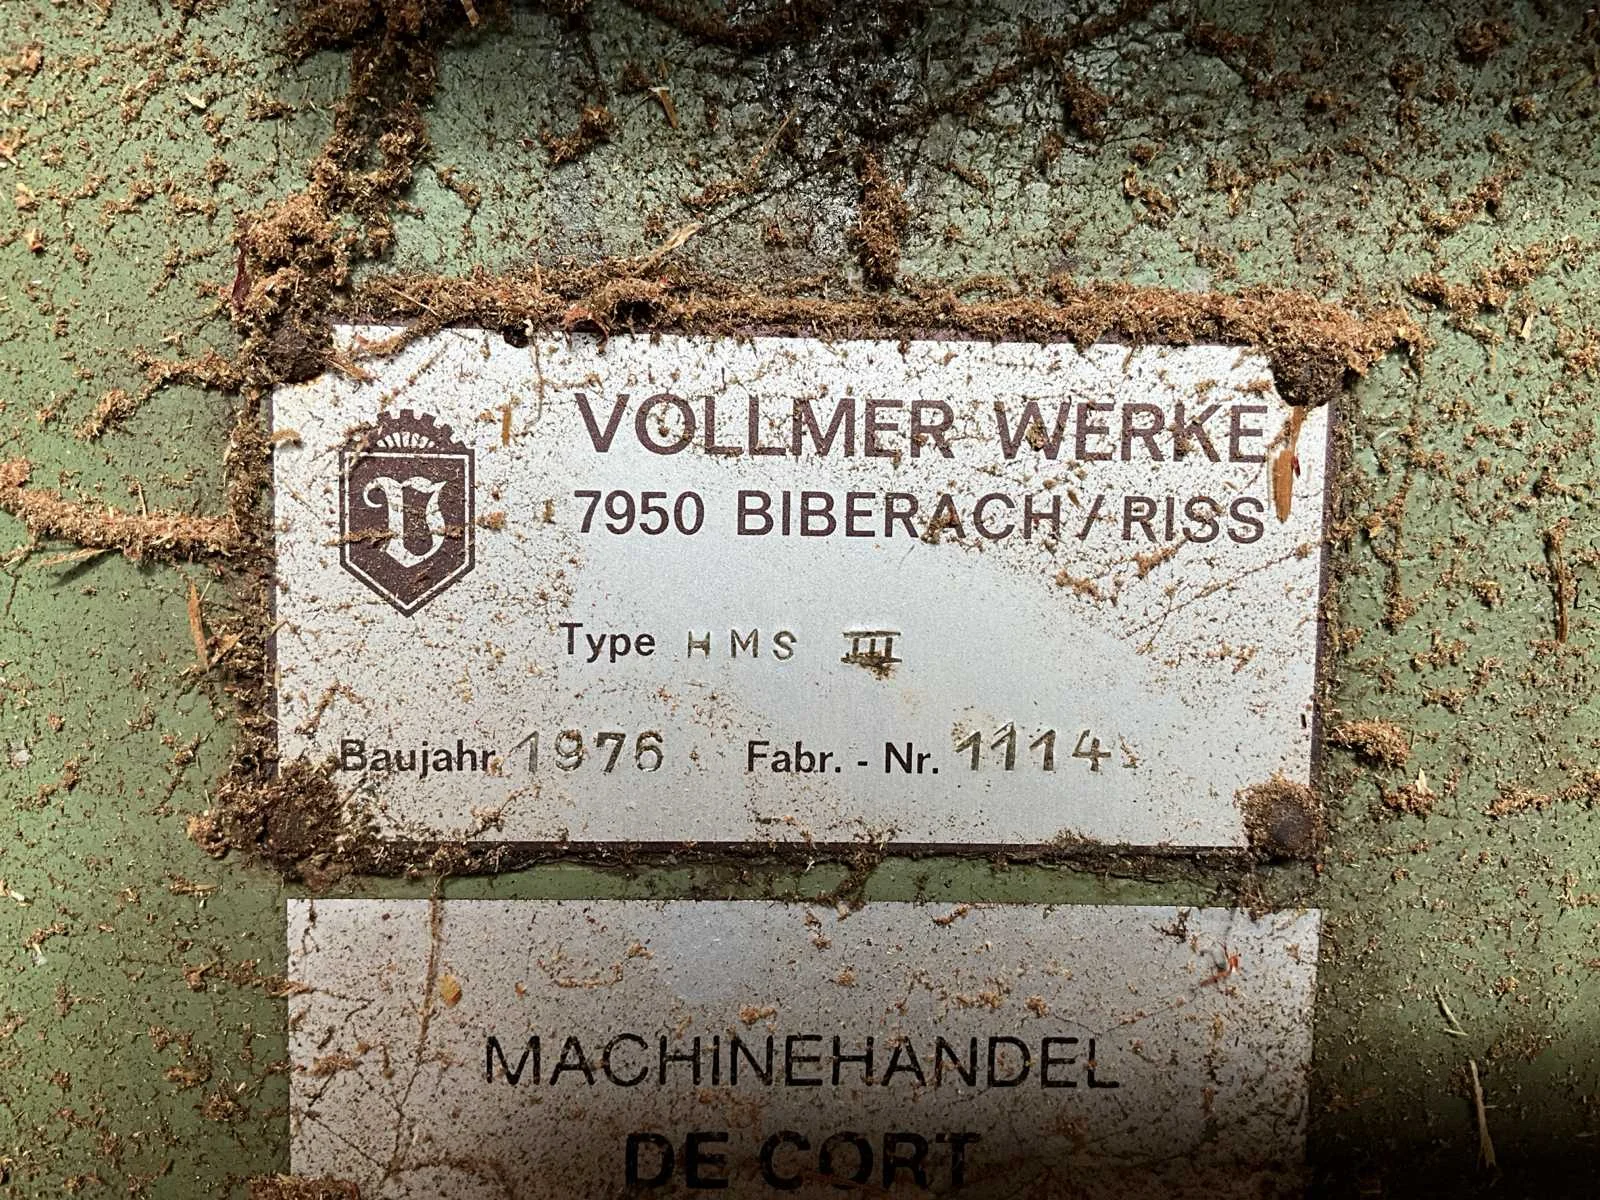 VOLLMER WERKE
7950 BIBERACH/RISS
Type HMS III
Baujahr 1976 Fabr. - Nr. 1114
MACHINEHANDEL
DE CORT